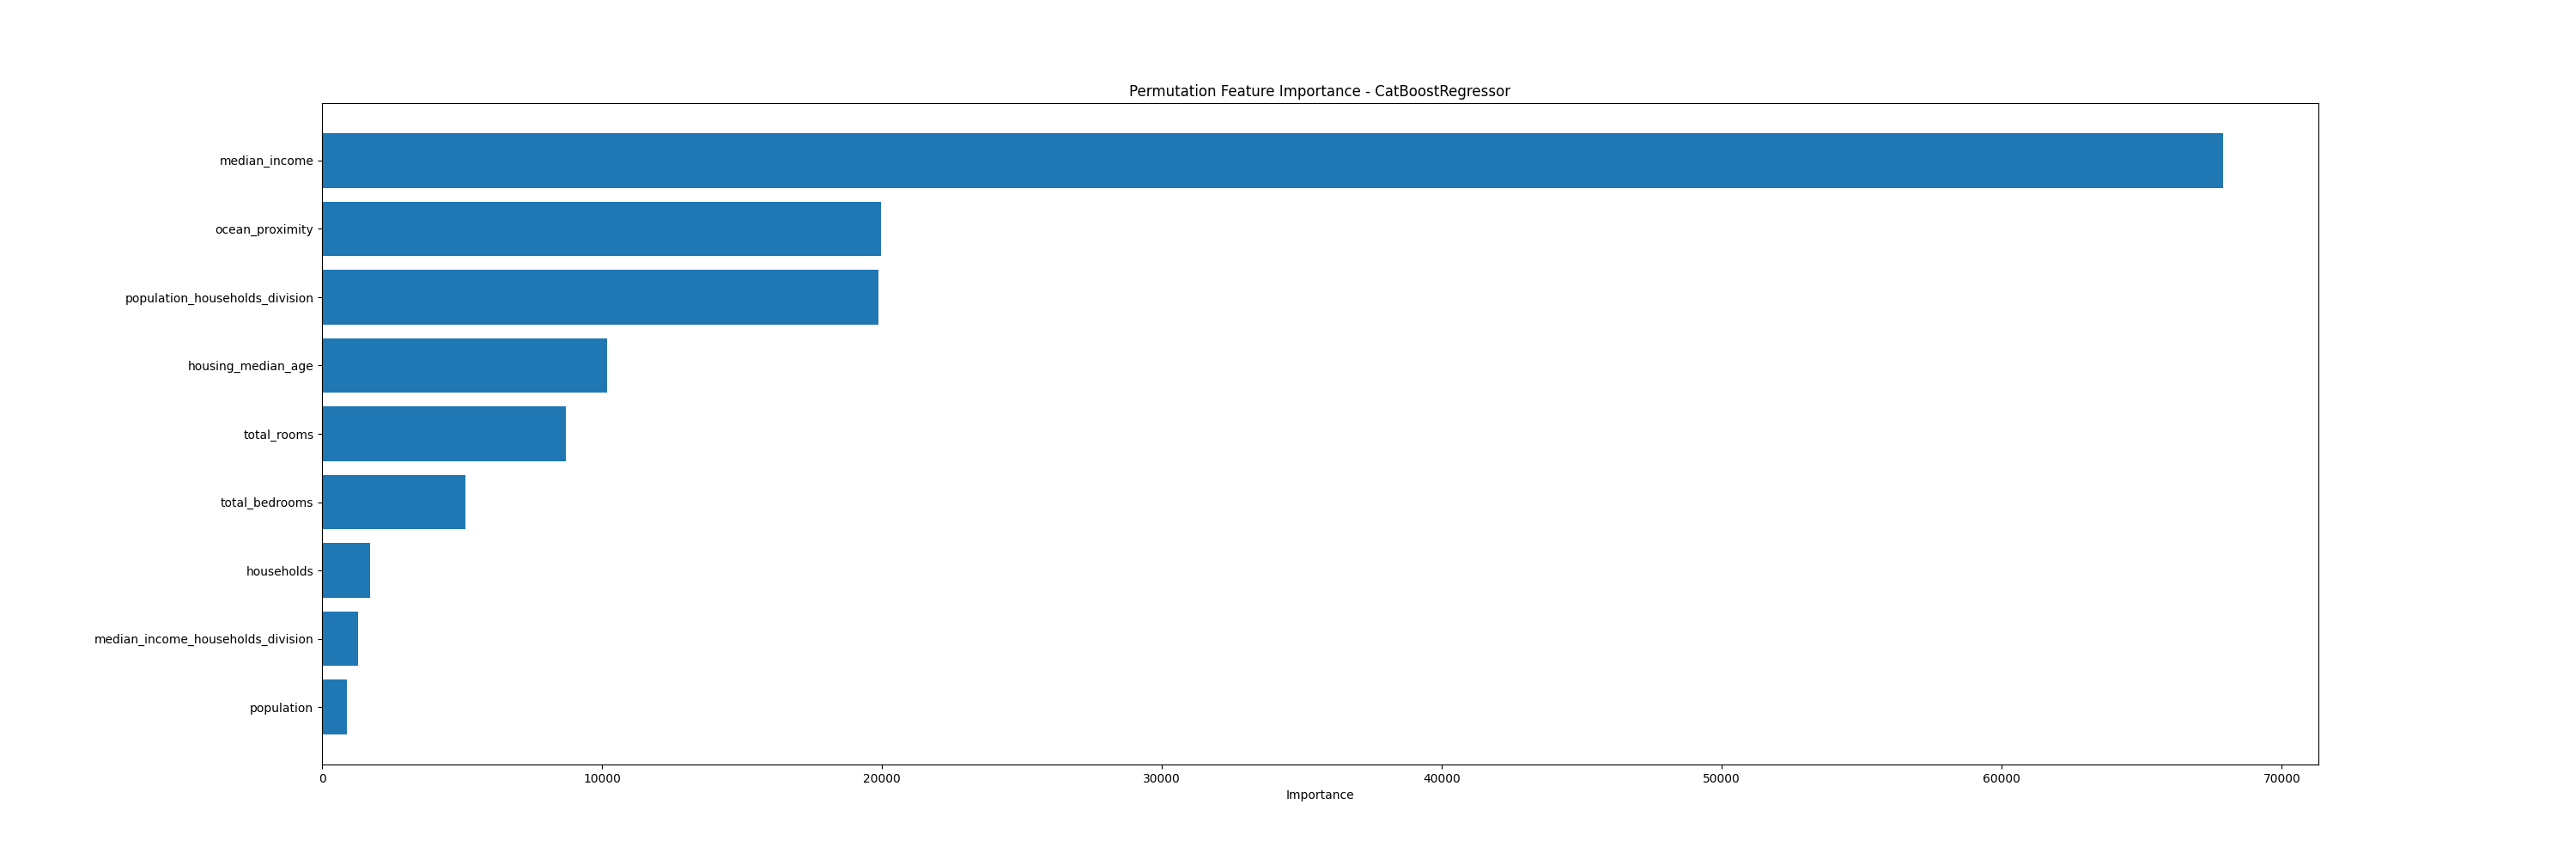 Permutation Feature Importance - CatBoostRegressor
median_income
ocean_proximity
population_households_division
housing_median_age
total_rooms
total_bedrooms
households
median_income_households_division
population
0 10000 20000 30000 40000 50000 60000 70000
Importance